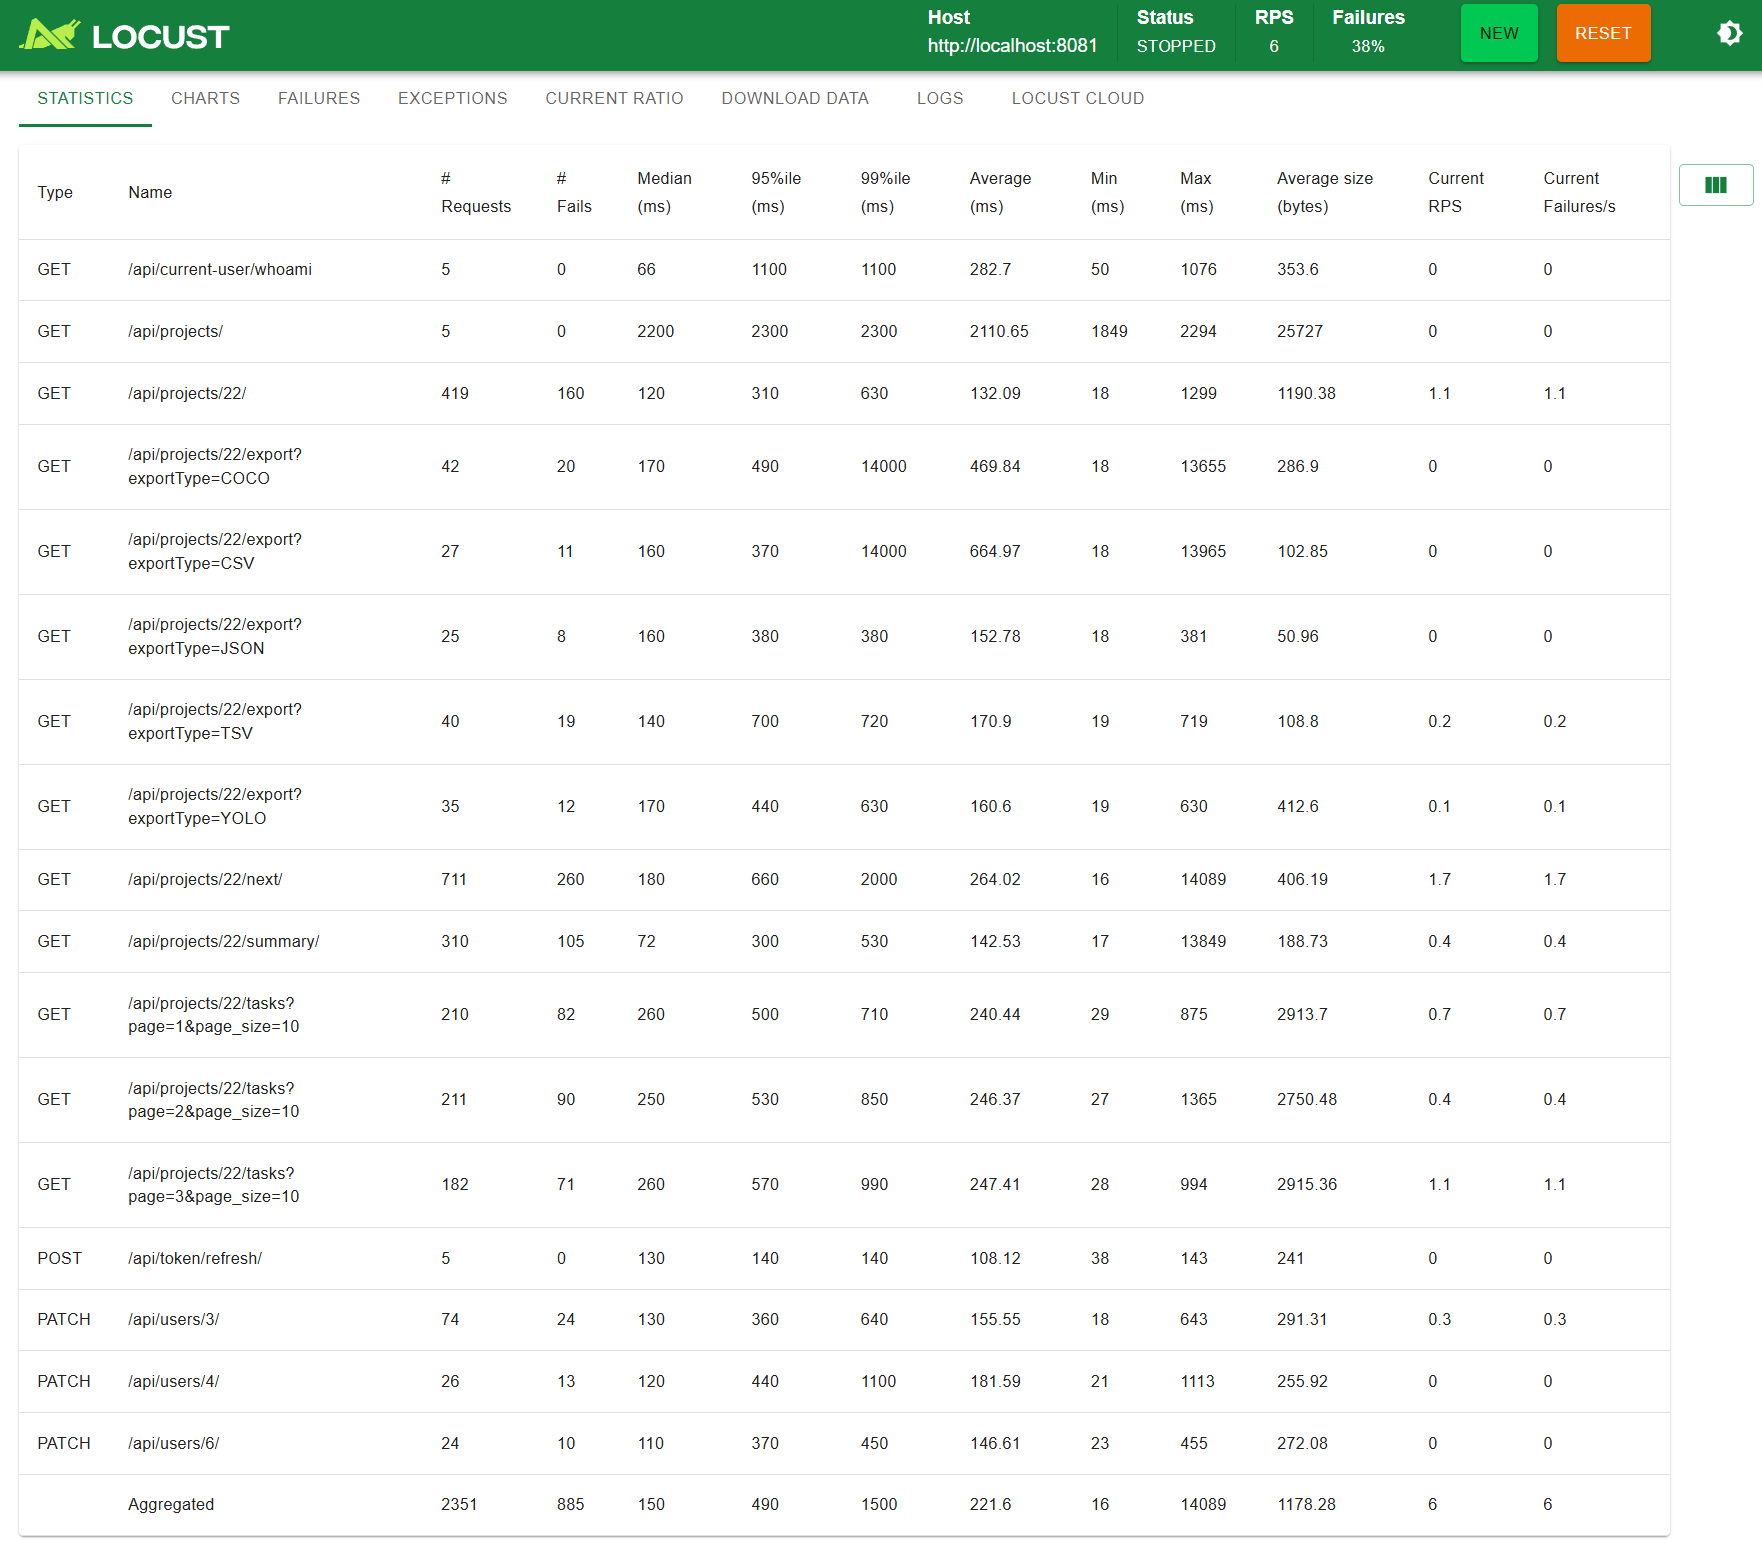 LOCUST
Host
http://localhost:8081
Status
STOPPED
RPS
6
Failures
38%
NEW
RESET
STATISTICS CHARTS FAILURES EXCEPTIONS CURRENT RATIO DOWNLOAD DATA LOGS LOCUST CLOUD
Type Name # Requests # Fails Median (ms) 95%ile (ms) 99%ile (ms) Average (ms) Min (ms) Max (ms) Average size (bytes) Current RPS Current Failures/s
GET /api/current-user/whoami 5 0 66 1100 1100 282.7 50 1076 353.6 0 0
GET /api/projects/ 5 0 2200 2300 2300 2110.65 1849 2294 25727 0 0
GET /api/projects/22/ 419 160 120 310 630 132.09 18 1299 1190.38 1.1 1.1
GET /api/projects/22/export?
exportType=COCO 42 20 170 490 14000 469.84 18 13655 286.9 0 0
GET /api/projects/22/export?
exportType=CSV 27 11 160 370 14000 664.97 18 13965 102.85 0 0
GET /api/projects/22/export?
exportType=JSON 25 8 160 380 380 152.78 18 381 50.96 0 0
GET /api/projects/22/export?
exportType=TSV 40 19 140 700 720 170.9 19 719 108.8 0.2 0.2
GET /api/projects/22/export?
exportType=YOLO 35 12 170 440 630 160.6 19 630 412.6 0.1 0.1
GET /api/projects/22/next/ 711 260 180 660 2000 264.02 16 14089 406.19 1.7 1.7
GET /api/projects/22/summary/ 310 105 72 300 530 142.53 17 13849 188.73 0.4 0.4
GET /api/projects/22/tasks?
page=1&page_size=10 210 82 260 500 710 240.44 29 875 2913.7 0.7 0.7
GET /api/projects/22/tasks?
page=2&page_size=10 211 90 250 530 850 246.37 27 1365 2750.48 0.4 0.4
GET /api/projects/22/tasks?
page=3&page_size=10 182 71 260 570 990 247.41 28 994 2915.36 1.1 1.1
POST /api/token/refresh/ 5 0 130 140 140 108.12 38 143 241 0 0
PATCH /api/users/3/ 74 24 130 360 640 155.55 18 643 291.31 0.3 0.3
PATCH /api/users/4/ 26 13 120 440 1100 181.59 21 1113 255.92 0 0
PATCH /api/users/6/ 24 10 110 370 450 146.61 23 455 272.08 0 0
Aggregated 2351 885 150 490 1500 221.6 16 14089 1178.28 6 6